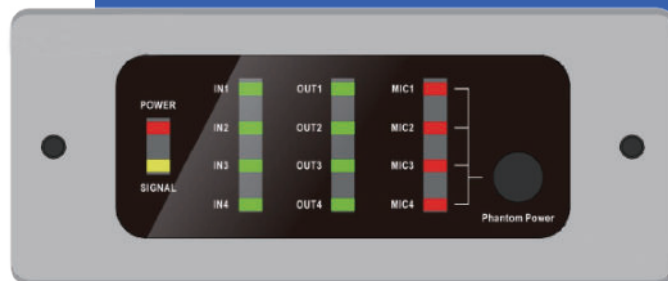 POWER
SIGNAL
IN1
IN2
IN3
IN4
OUT1
OUT2
OUT3
OUT4
MIC1
MIC2
MIC3
MIC4
Phantom Power